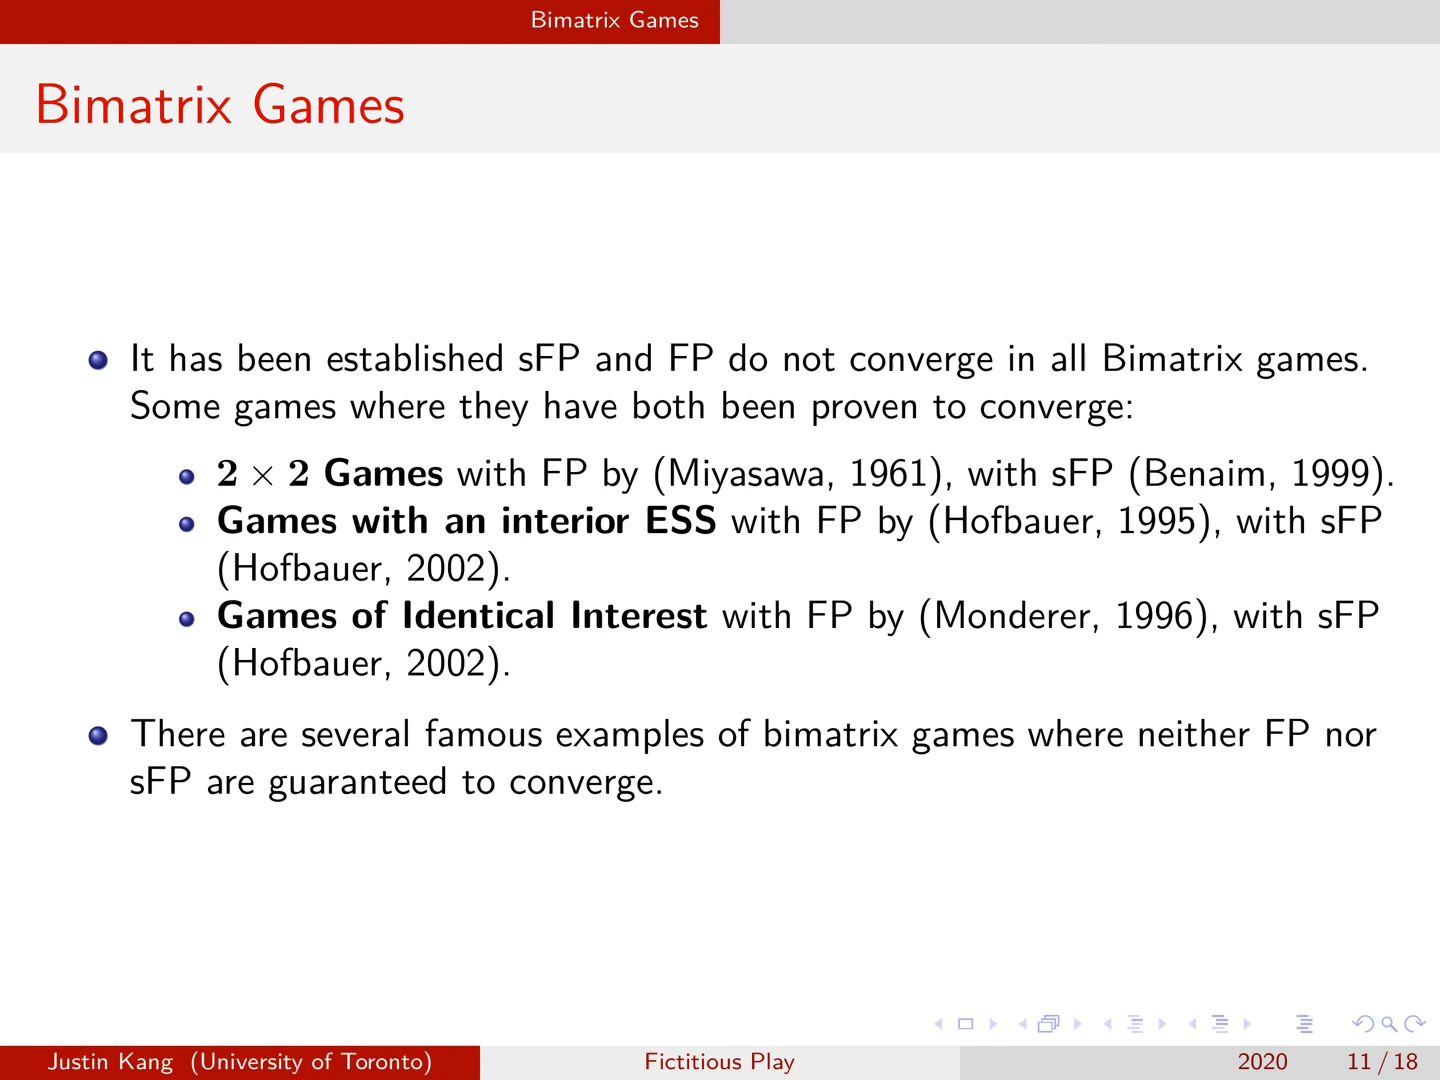 Bimatrix Games
Bimatrix Games
It has been established sFP and FP do not converge in all Bimatrix games.
Some games where they have both been proven to converge:
2 × 2 Games with FP by (Miyasawa, 1961), with sFP (Benaim, 1999).
Games with an interior ESS with FP by (Hofbauer, 1995), with sFP
(Hofbauer, 2002).
Games of Identical Interest with FP by (Monderer, 1996), with sFP
(Hofbauer, 2002).
There are several famous examples of bimatrix games where neither FP nor
sFP are guaranteed to converge.
Justin Kang (University of Toronto) Fictitious Play 2020 11 / 18